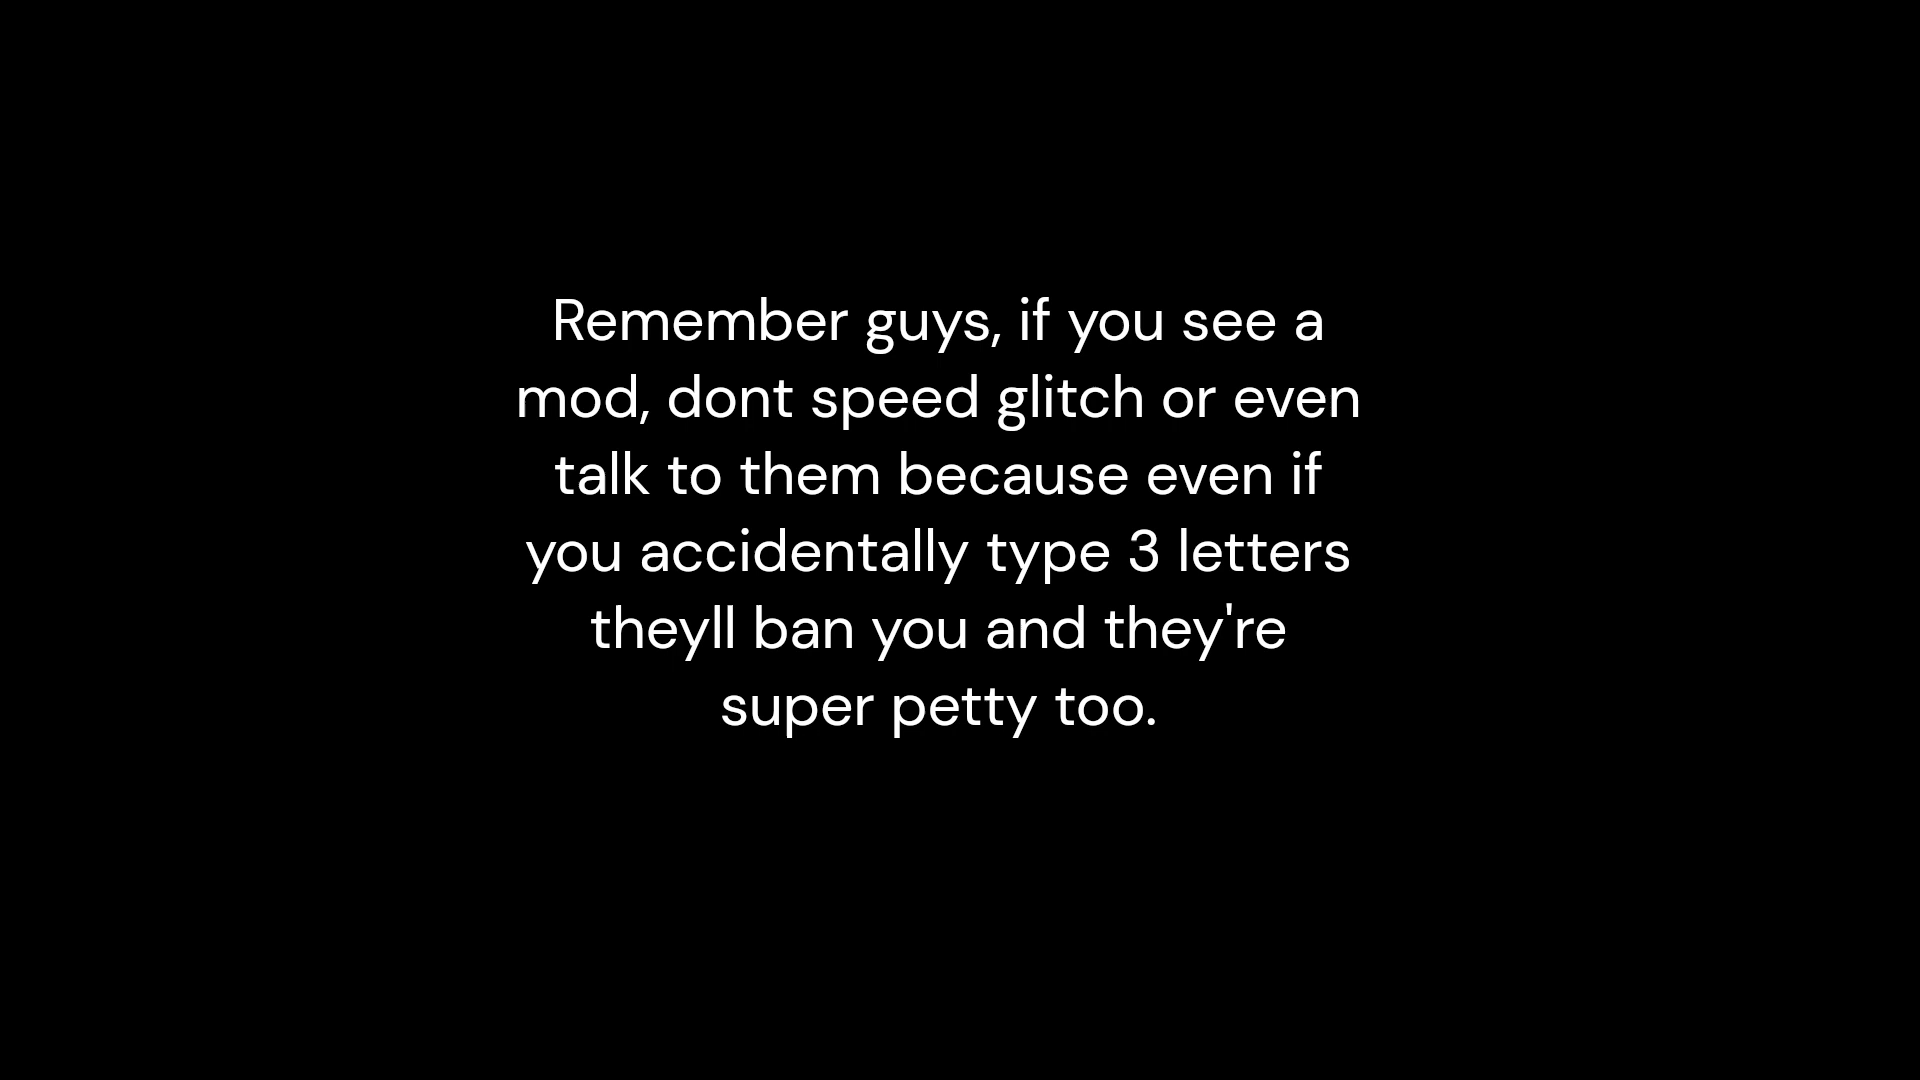 Remember guys, if you see a
mod, dont speed glitch or even
talk to them because even if
you accidentally type 3 letters
theyll ban you and they're
super petty too.